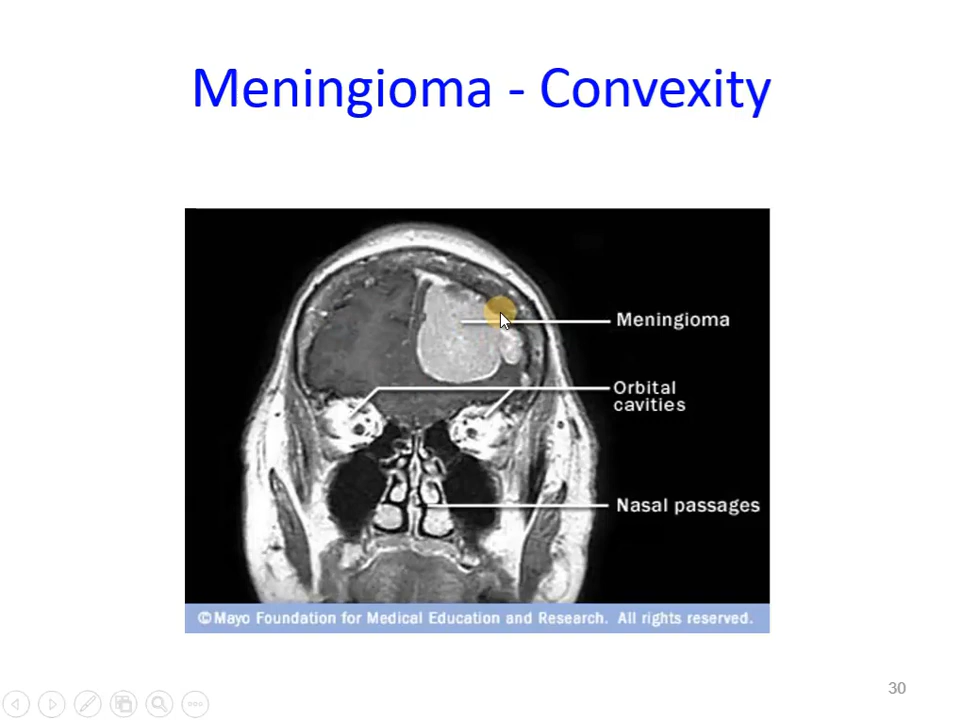 Meningioma - Convexity
Meningioma
Orbital
cavities
Nasal passages
©Mayo Foundation for Medical Education and Research. All rights reserved.
30